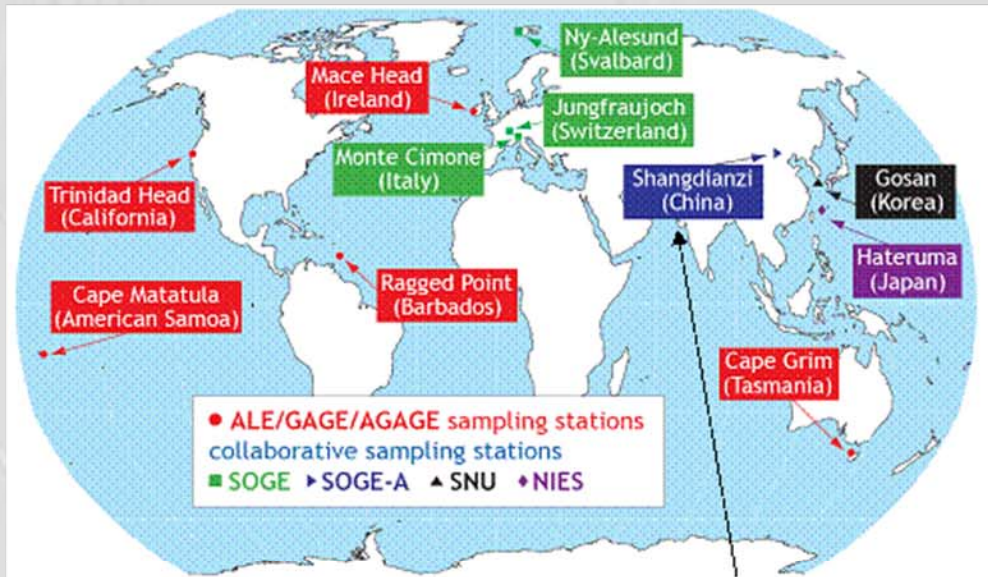 Ny-Alesund
(Svalbard)
Mace Head
(Ireland)
Jungfraujoch
(Switzerland)
Monte Cimone
(Italy)
Shangdianzi
(China)
Gosan
(Korea)
Trinidad Head
(California)
Hateruma
(Japan)
Ragged Point
(Barbados)
Cape Matatula
(American Samoa)
Cape Grim
(Tasmania)
ALE/GAGE/AGAGE sampling stations
collaborative sampling stations
SOGE SOGE-A SNU NIES